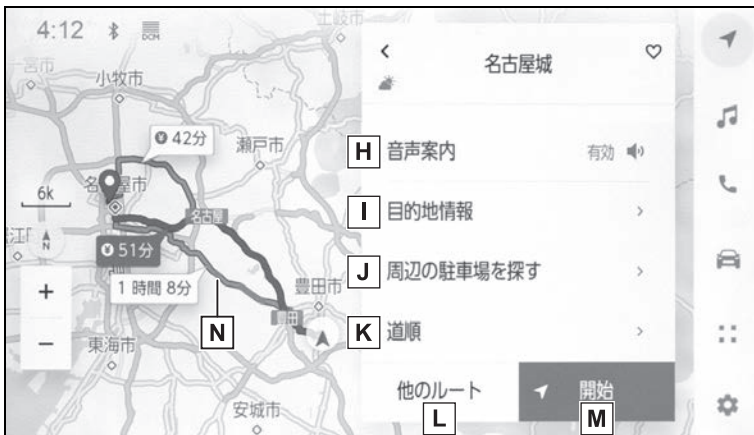 4:12 DCM
土岐市
一宮市
小牧市
¥ 42分
瀬戸市
6k
名古屋
N
¥ 51分
1 時間 8分
豊田市
+
N
−
東海市
安城市
名古屋城
H 音声案内 有効
I 目的地情報
J 周辺の駐車場を探す
K 道順
他のルート 開始
L M